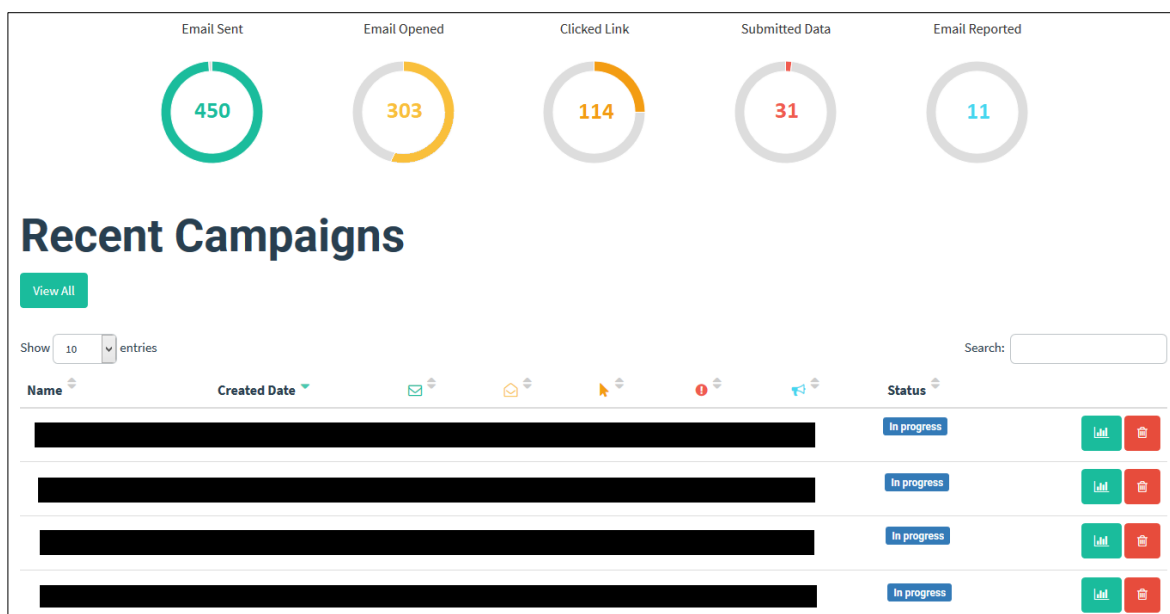 Email Sent Email Opened Clicked Link Submitted Data Email Reported
450 303 114 31 11
Recent Campaigns
View All
Show 10 entries Search:
Name Created Date Status
In progress
In progress
In progress
In progress